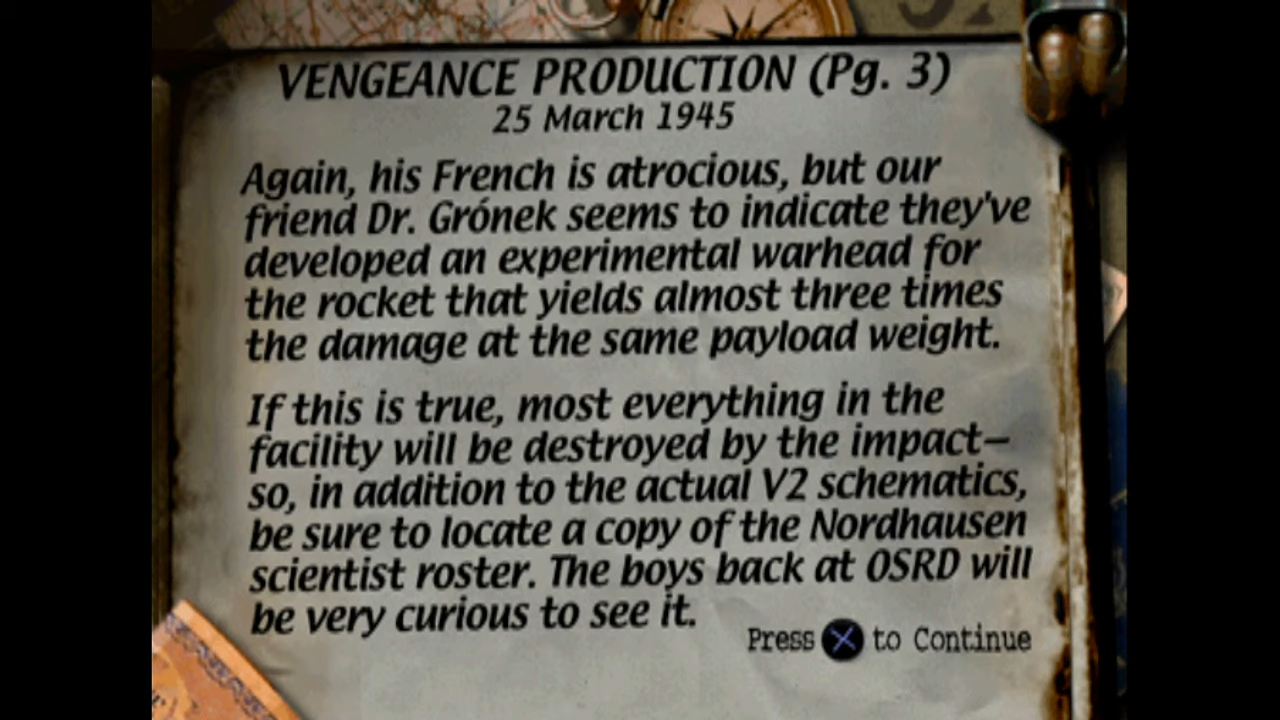 VENGEANCE PRODUCTION (Pg. 3)
25 March 1945
Again, his French is atrocious, but our
friend Dr. Grónek seems to indicate they've
developed an experimental warhead for
the rocket that yields almost three times
the damage at the same payload weight.
If this is true, most everything in the
facility will be destroyed by the impact—
so, in addition to the actual V2 schematics,
be sure to locate a copy of the Nordhausen
scientist roster. The boys back at OSRD will
be very curious to see it.
Press X to Continue